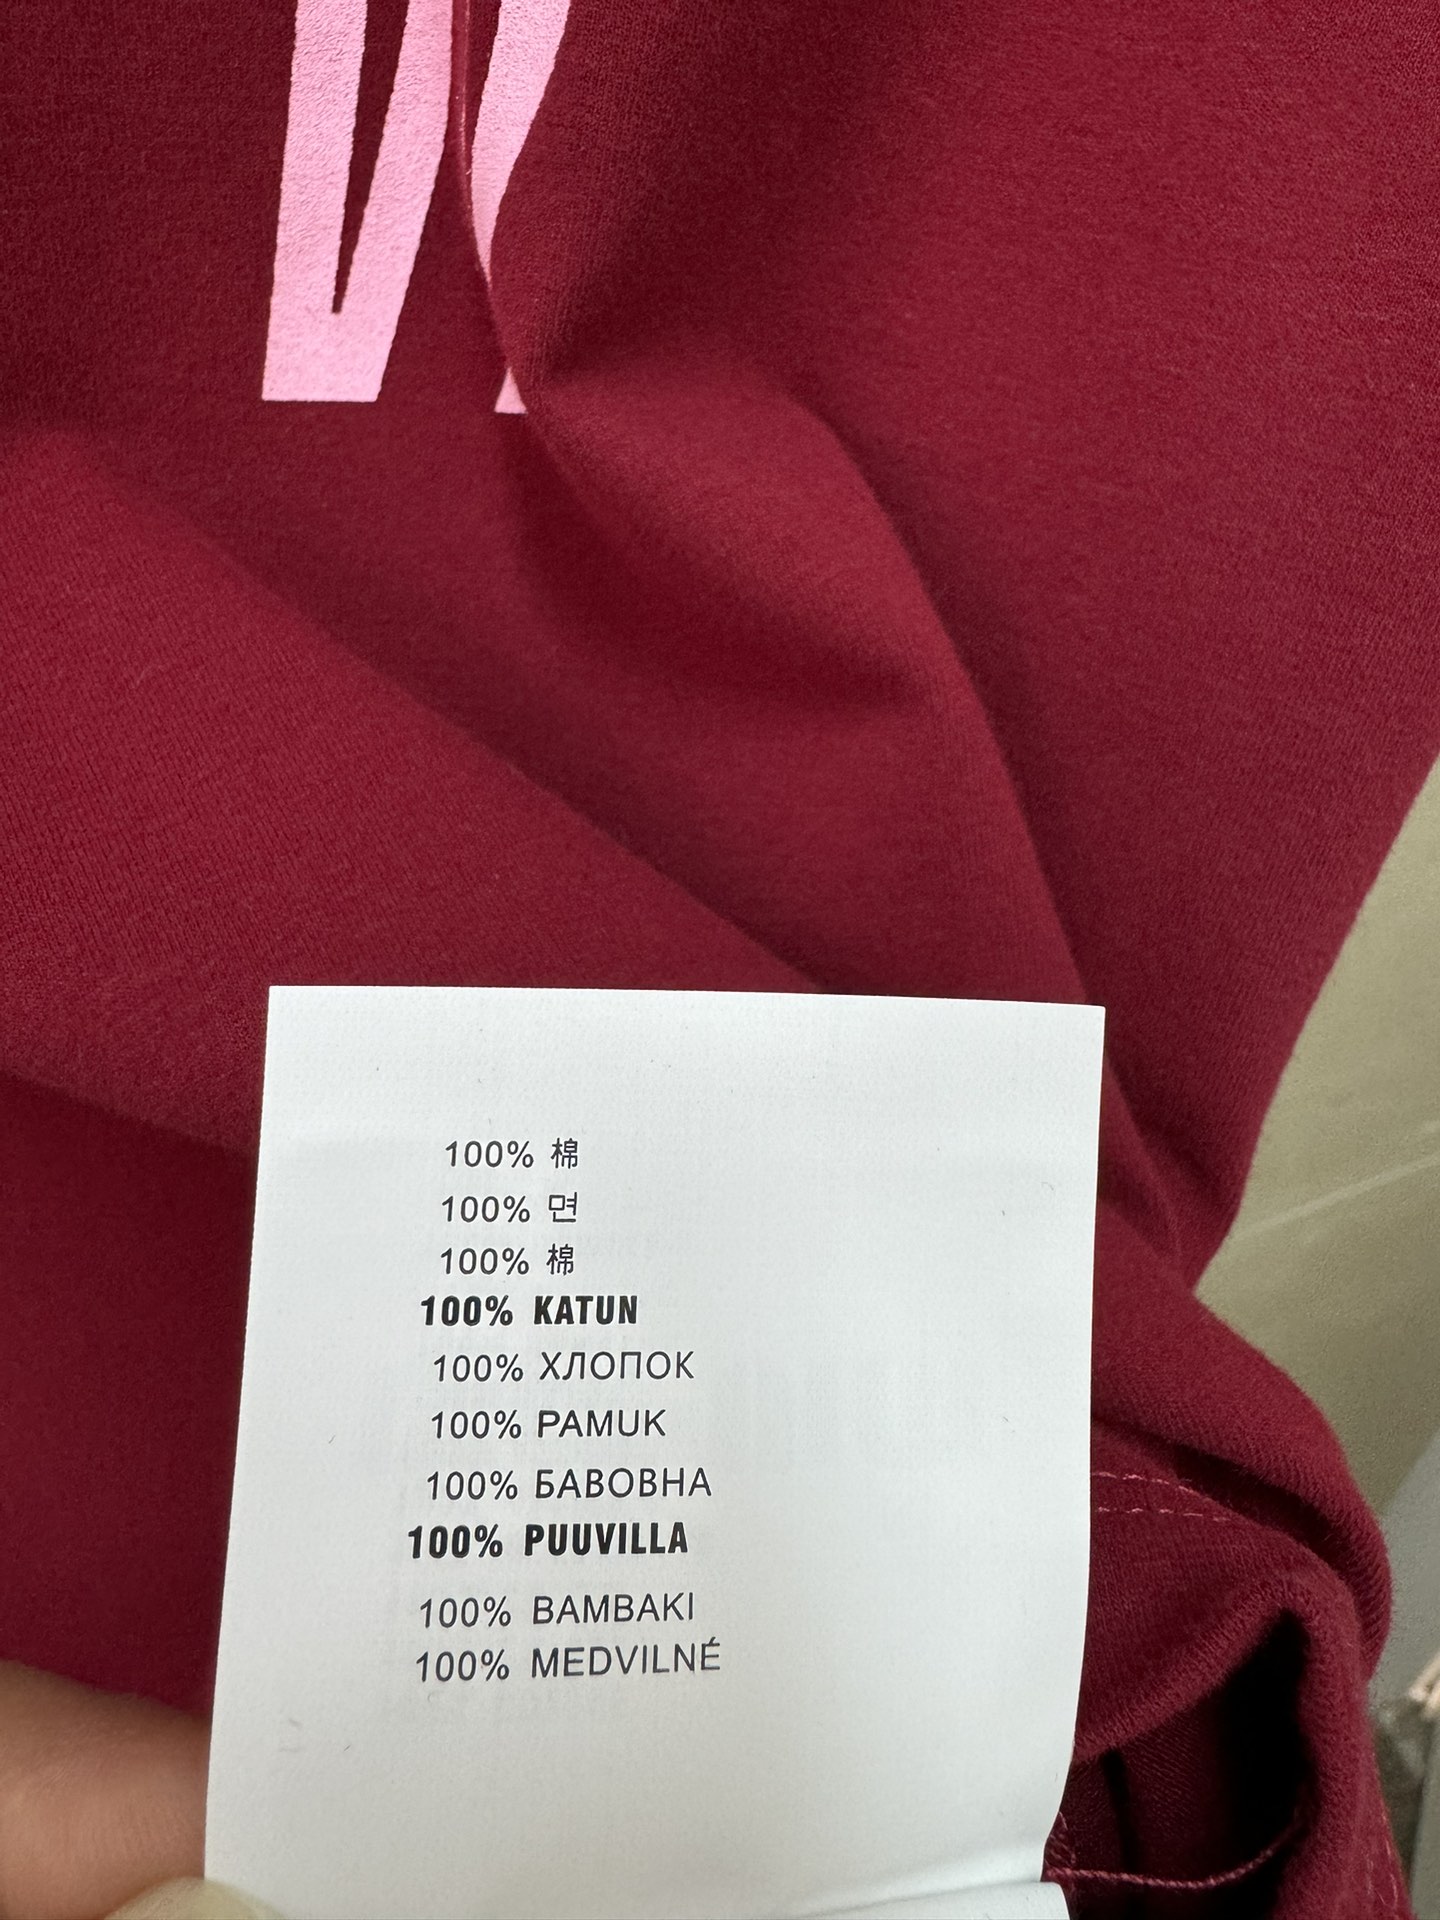 100% 棉
100% 면
100% 棉
100% KATUN
100% ХЛОПОК
100% PAMUK
100% БАВОВНА
100% PUUVILLA
100% BAMBAKI
100% MEDVILNÉ